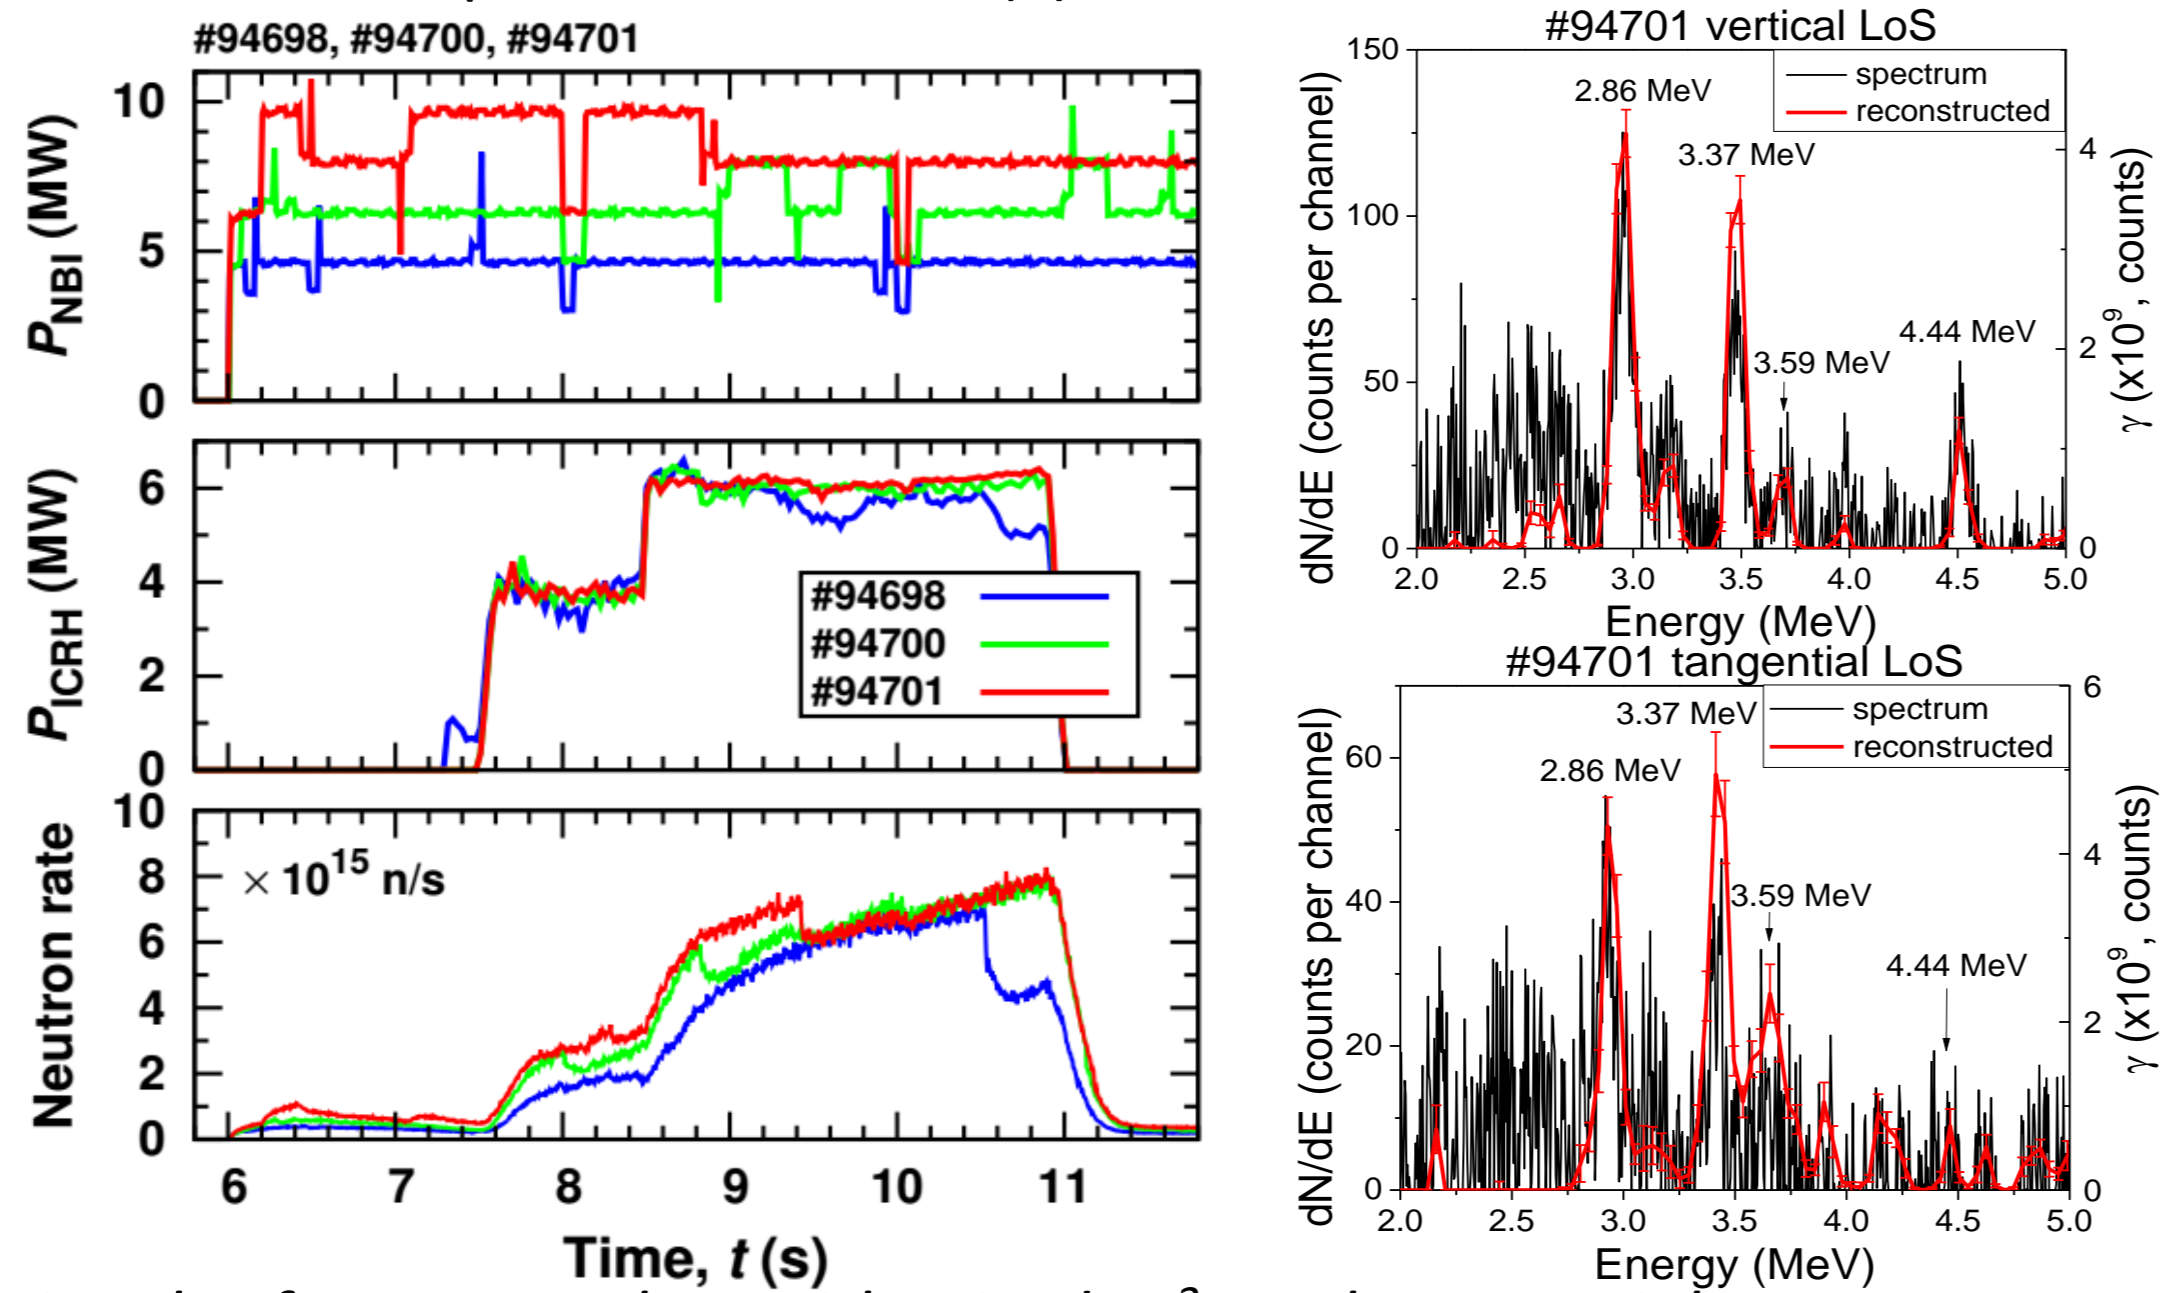 #94698, #94700, #94701
10
5
0
P_NBI (MW)
6
4
2
0
P_ICRH (MW)
#94698
#94700
#94701
10
8
6
4
2
0
Neutron rate
× 10^15 n/s
6 7 8 9 10 11
Time, t (s)
#94701 vertical LoS
150
100
50
0
dN/dE (counts per channel)
spectrum
reconstructed
2.86 MeV
3.37 MeV
3.59 MeV
4.44 MeV
4
2
0
γ (x10^9, counts)
2.0 2.5 3.0 3.5 4.0 4.5 5.0
Energy (MeV)
#94701 tangential LoS
60
40
20
0
dN/dE (counts per channel)
spectrum
reconstructed
3.37 MeV
2.86 MeV
3.59 MeV
4.44 MeV
6
4
2
0
γ (x10^9, counts)
2.0 2.5 3.0 3.5 4.0 4.5 5.0
Energy (MeV)